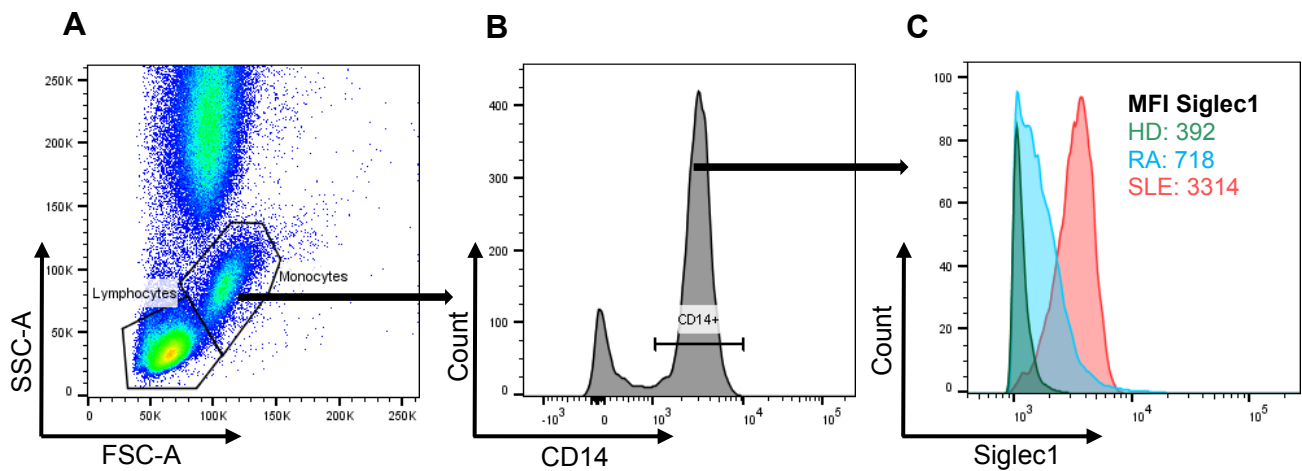 A
250K
200K
150K
100K
50K
0
Lymphocytes
Monocytes
0 50K 100K 150K 200K 250K
SSC-A
FSC-A
B
400
300
200
100
0
CD14+
-10³ 0 10³ 10⁴ 10⁵
Count
CD14
C
100
80
60
40
20
0
MFI Siglec1
HD: 392
RA: 718
SLE: 3314
10³ 10⁴ 10⁵
Count
Siglec1